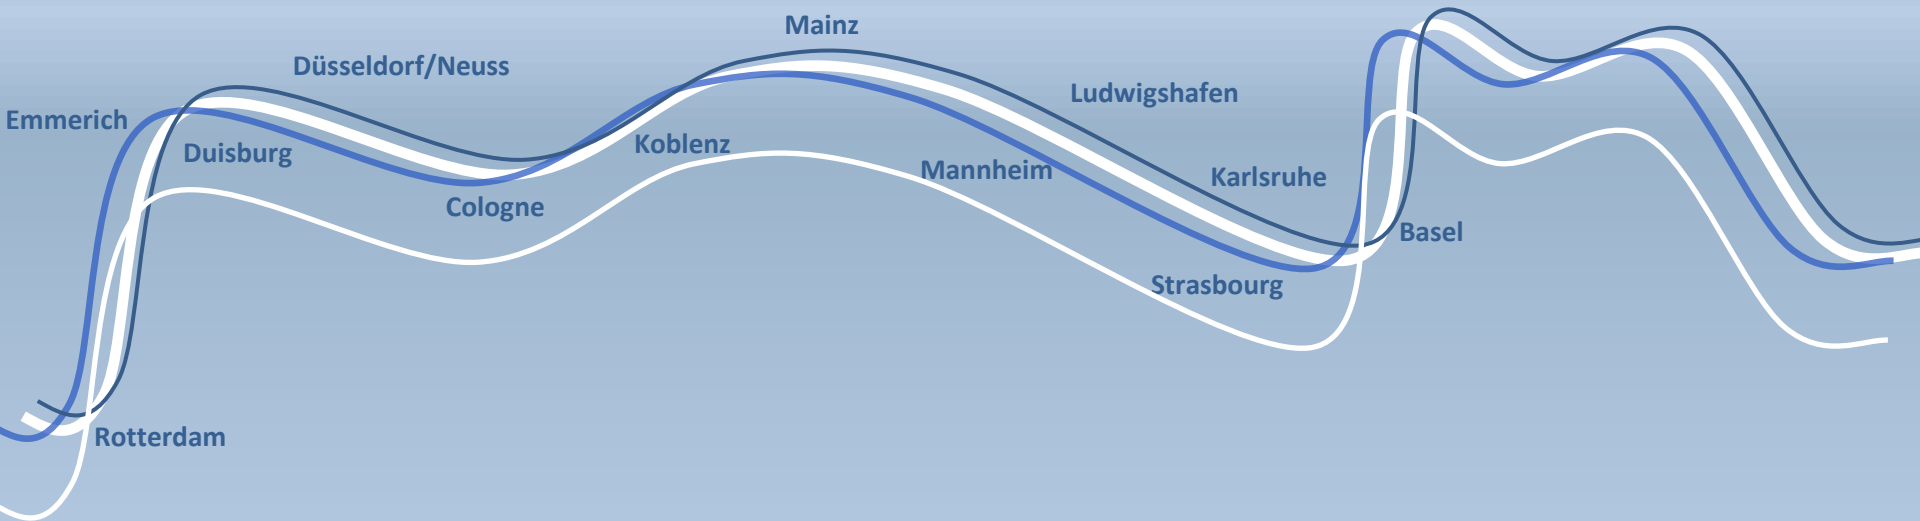 Mainz
Düsseldorf/Neuss
Ludwigshafen
Emmerich
Koblenz
Duisburg
Mannheim
Karlsruhe
Cologne
Basel
Strasbourg
Rotterdam